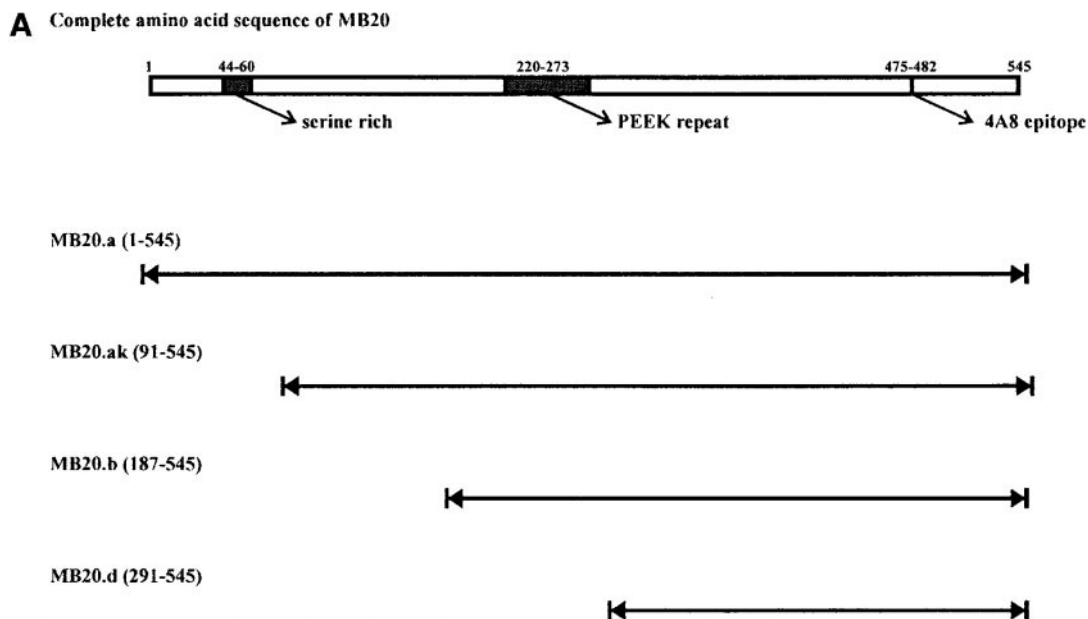 A Complete amino acid sequence of MB20
1 44-60 220-273 475-482 545
serine rich PEEK repeat 4A8 epitope
MB20.a (1-545)
MB20.ak (91-545)
MB20.b (187-545)
MB20.d (291-545)